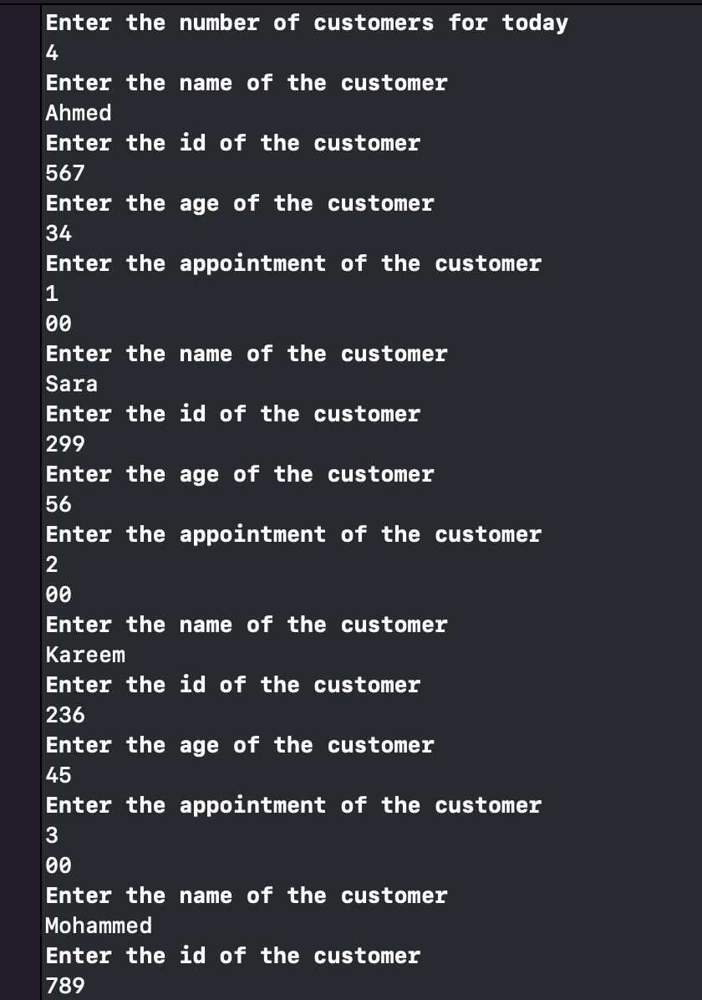 Enter the number of customers for today
4
Enter the name of the customer
Ahmed
Enter the id of the customer
567
Enter the age of the customer
34
Enter the appointment of the customer
1
00
Enter the name of the customer
Sara
Enter the id of the customer
299
Enter the age of the customer
56
Enter the appointment of the customer
2
00
Enter the name of the customer
Kareem
Enter the id of the customer
236
Enter the age of the customer
45
Enter the appointment of the customer
3
00
Enter the name of the customer
Mohammed
Enter the id of the customer
789